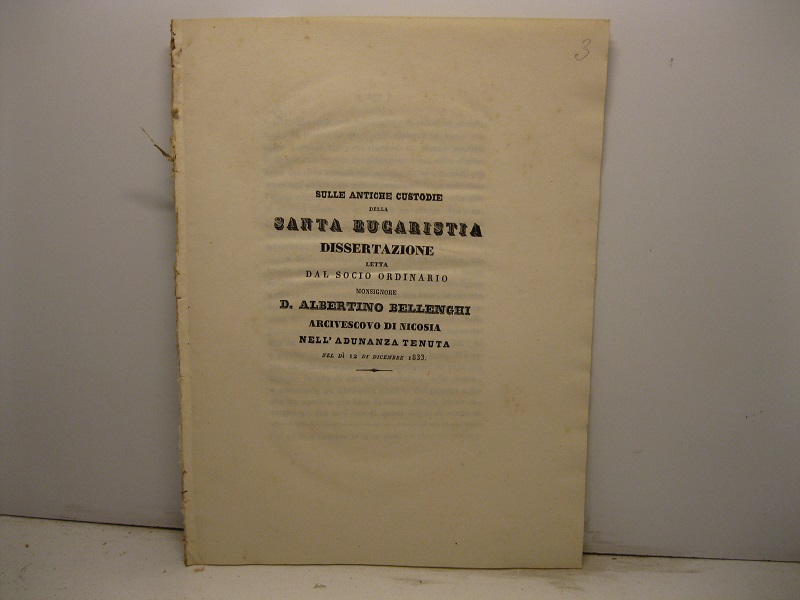 3
SULLE ANTICHE CUSTODIE
DELLA
SANTA EUCARISTIA
DISSERTAZIONE
LETTA
DAL SOCIO ORDINARIO
MONSIGNORE
D. ALBERTINO BELLENGHI
ARCIVESCOVO DI NICOSIA
NELL' ADUNANZA TENUTA
NEL DÌ 12 DI DICEMBRE 1833.